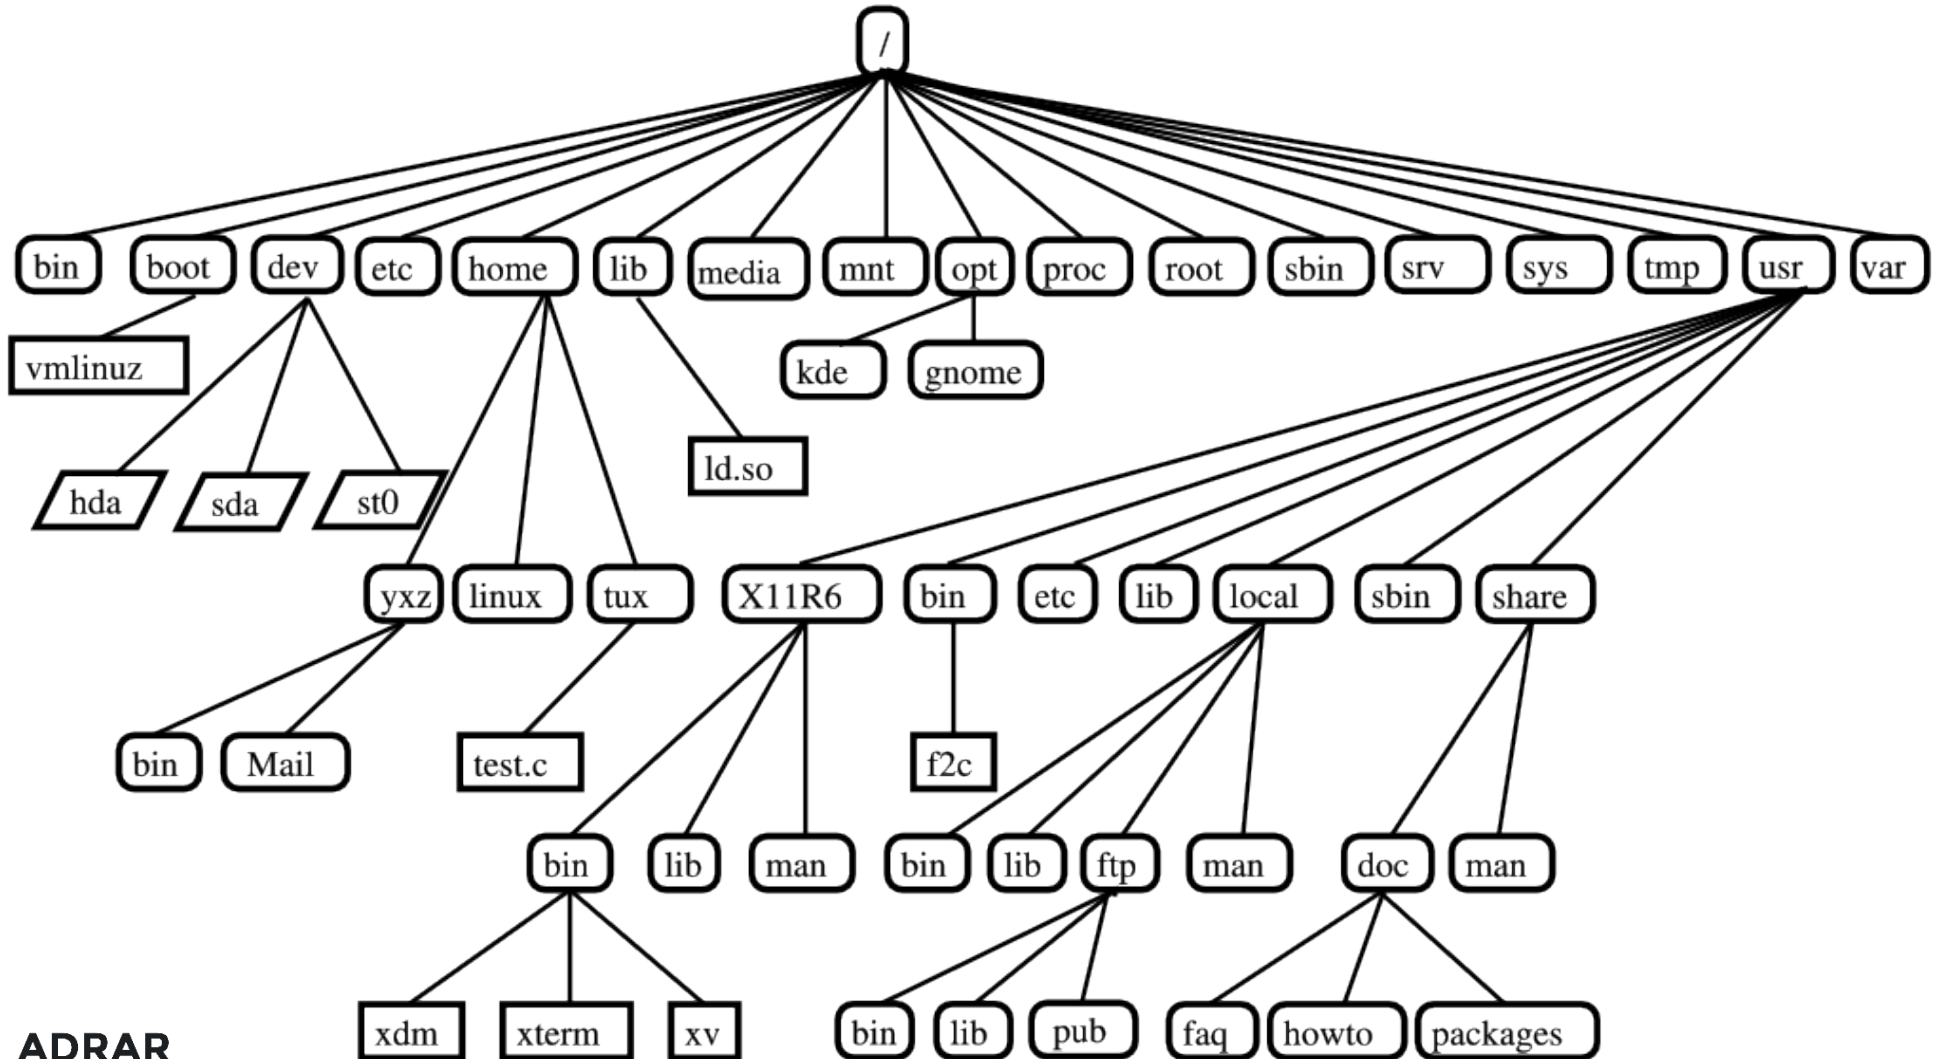 /
bin boot dev etc home lib media mnt opt proc root sbin srv sys tmp usr var
vmlinuz kde gnome
ld.so
hda sda st0
yxz linux tux X11R6 bin etc lib local sbin share
bin Mail test.c f2c
bin lib man bin lib ftp man doc man
xdm xterm xv bin lib pub faq howto packages
ADRAR